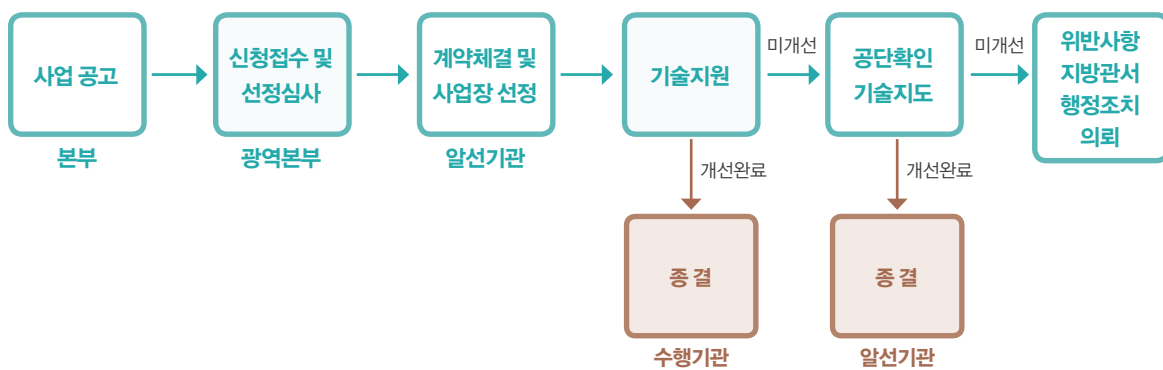 사업 공고
본부
신청접수 및
선정심사
광역본부
계약체결 및
사업장 선정
알선기관
기술지원
미개선
공단확인
기술지도
미개선
위반사항
지방관서
행정조치
의뢰
개선완료
종 결
수행기관
개선완료
종 결
알선기관